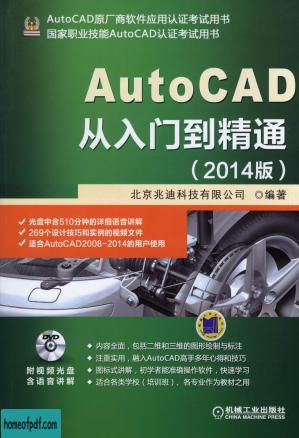 AutoCAD原厂商软件应用认证考试用书
国家职业技能AutoCAD认证考试用书
AutoCAD
从入门到精通
(2014版)
北京兆迪科技有限公司 ◎ 编著
光盘中含510分钟的详细语音讲解
269个设计技巧和实例的视频文件
适合AutoCAD2008~2014的用户使用
DVD
附视频光盘
含语音讲解
内容全面,包括二维和三维的图形绘制与标注
注重实用,融入AutoCAD高手多年心得和技巧
图标式讲解,初学者能准确操作软件,快速学习
适合各类学校(培训班)、各专业作为教材之用
机械工业出版社
CHINA MACHINE PRESS
homeofpdf.com